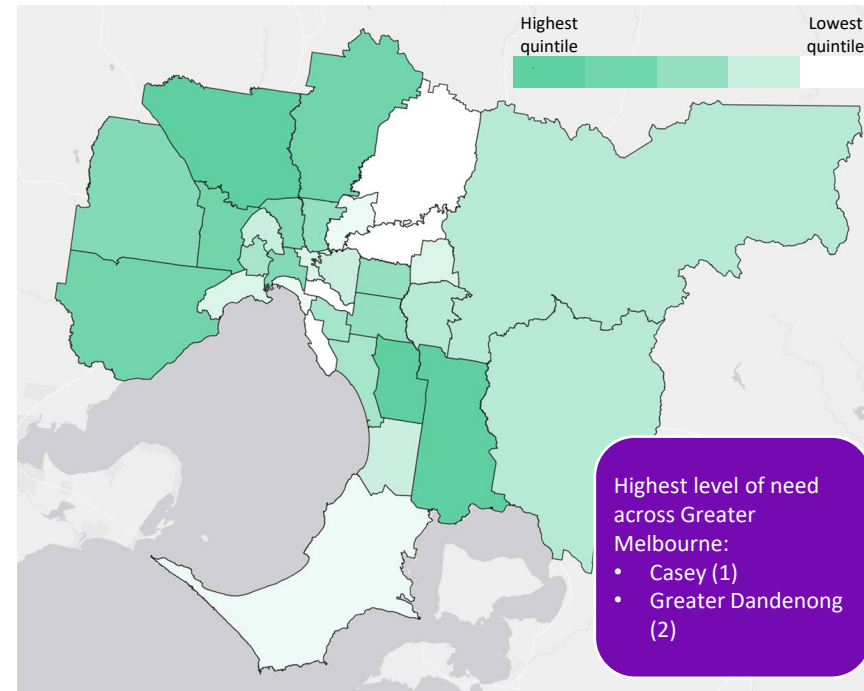 Highest
quintile
Lowest
quintile
Highest level of need
across Greater
Melbourne:
• Casey (1)
• Greater Dandenong
(2)